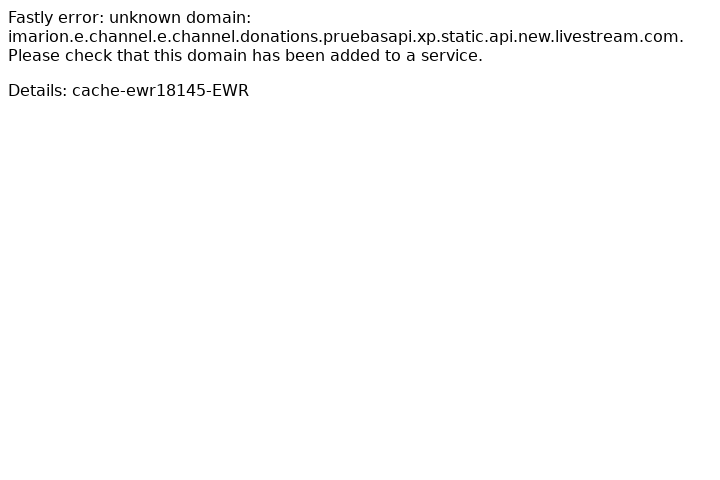 Fastly error: unknown domain:
imarion.e.channel.e.channel.donations.pruebasapi.xp.static.api.new.livestream.com.
Please check that this domain has been added to a service.
Details: cache-ewr18145-EWR